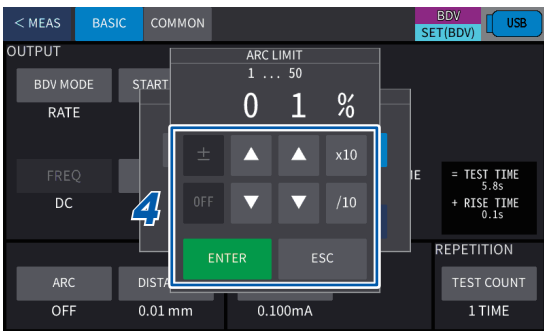 < MEAS BASIC COMMON BDV SET(BDV) USB
OUTPUT
ARC LIMIT
1 ... 50
0 1 %
BDV MODE START
RATE
± ▲ ▲ x10
OFF ▼ ▼ /10
ENTER ESC
4
FREQ
DC
= TEST TIME
5.8s
+ RISE TIME
0.1s
REPETITION
ARC DISTA TEST COUNT
OFF 0.01 mm 0.100mA 1 TIME